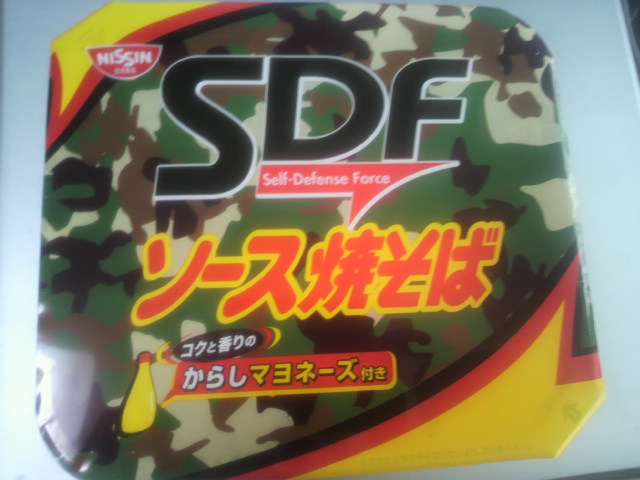 NISSIN
SDF
Self-Defense Force
ソース焼そば
コクと香りの
からしマヨネーズ付き